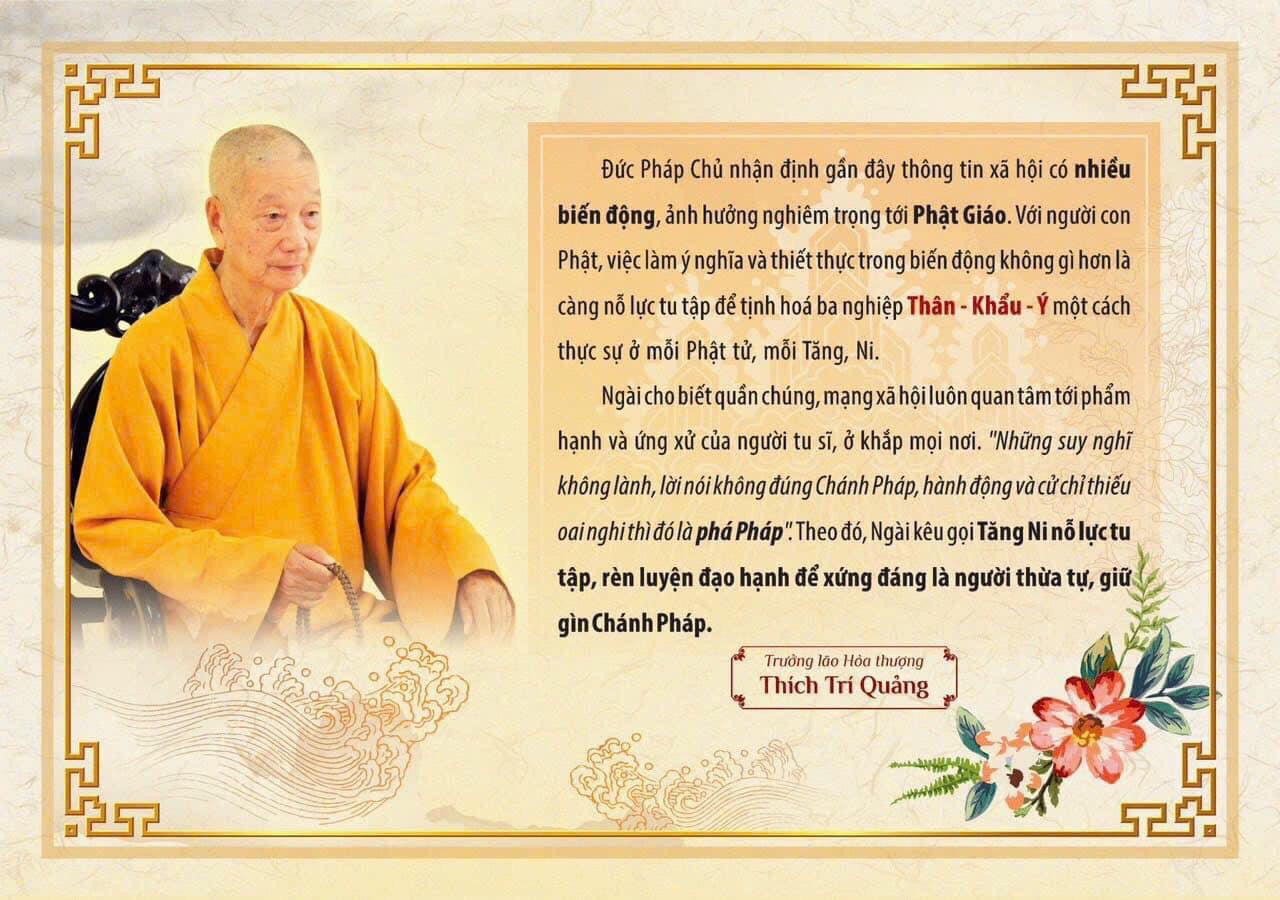 Đức Pháp Chủ nhận định gần đây thông tin xã hội có nhiều
biến động, ảnh hưởng nghiêm trọng tới Phật Giáo. Với người con
Phật, việc làm ý nghĩa và thiết thực trong biến động không gì hơn là
càng nỗ lực tu tập để tịnh hoá ba nghiệp Thân - Khẩu - Ý một cách
thực sự ở mỗi Phật tử, mỗi Tăng, Ni.
Ngài cho biết quần chúng, mạng xã hội luôn quan tâm tới phẩm
hạnh và ứng xử của người tu sĩ, ở khắp mọi nơi. "Những suy nghĩ
không lành, lời nói không đúng Chánh Pháp, hành động và cử chỉ thiếu
oai nghi thì đó là phá Pháp". Theo đó, Ngài kêu gọi Tăng Ni nỗ lực tu
tập, rèn luyện đạo hạnh để xứng đáng là người thừa tự, giữ
gìn Chánh Pháp.
Trưởng lão Hòa thượng
Thích Trí Quảng